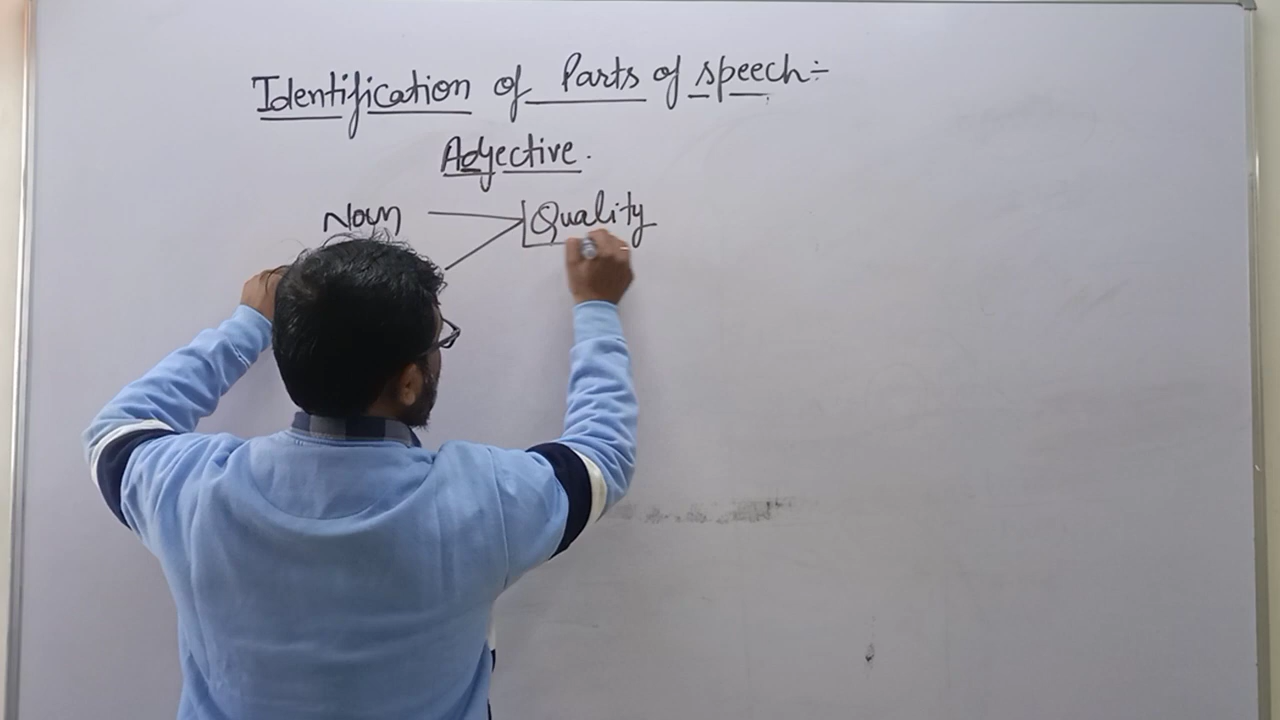 Identification of Parts of speech:-
Adjective.
Noun Quality